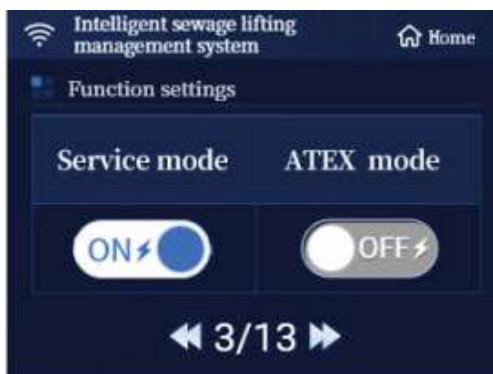 Intelligent sewage lifting
management system
Home
Function settings
Service mode
ATEX mode
ON
OFF
3/13